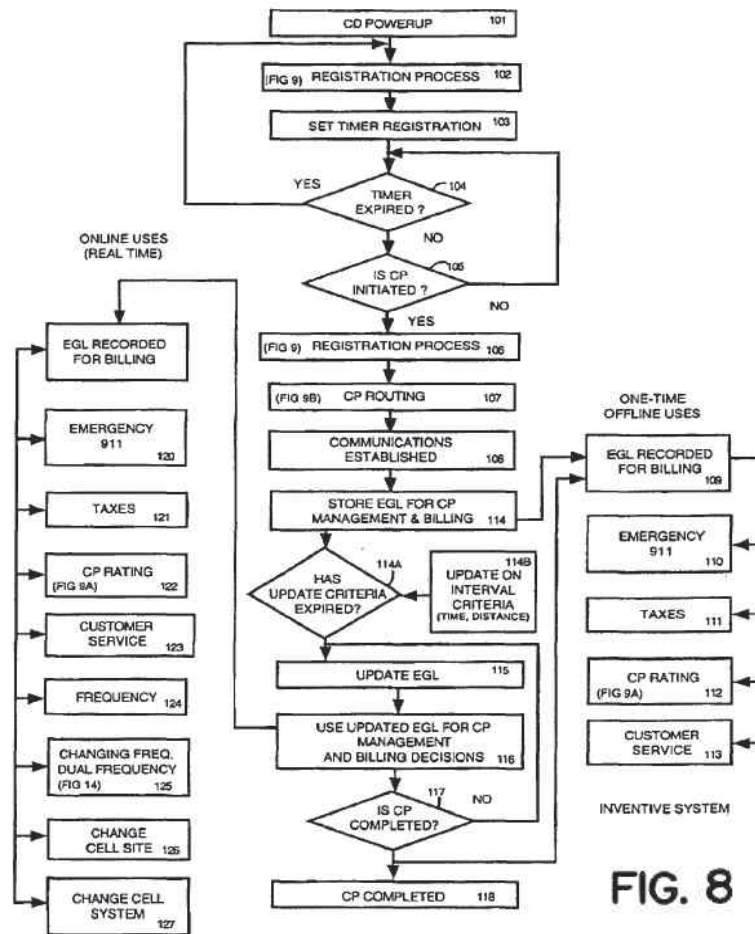 CD POWERUP 101
(FIG 9) REGISTRATION PROCESS 102
SET TIMER REGISTRATION 103
YES
TIMER
EXPIRED ?
104
NO
IS CP
INITIATED ?
105
NO
YES
(FIG 9) REGISTRATION PROCESS 106
(FIG 9B) CP ROUTING 107
COMMUNICATIONS
ESTABLISHED 108
STORE EGL FOR CP
MANAGEMENT & BILLING 114
HAS
UPDATE CRITERIA
EXPIRED?
114A
114B
UPDATE ON
INTERVAL
CRITERIA
(TIME, DISTANCE)
UPDATE EGL 115
USE UPDATED EGL FOR CP
MANAGEMENT
AND BILLING DECISIONS 116
IS CP
COMPLETED?
117
NO
CP COMPLETED 118
ONLINE USES
(REAL TIME)
EGL RECORDED
FOR BILLING
EMERGENCY
911 120
TAXES 121
CP RATING
(FIG 9A) 122
CUSTOMER
SERVICE 123
FREQUENCY 124
CHANGING FREQ.
DUAL FREQUENCY
(FIG 14) 125
CHANGE
CELL SITE 126
CHANGE CELL
SYSTEM 127
ONE-TIME
OFFLINE USES
EGL RECORDED
FOR BILLING 109
EMERGENCY
911 110
TAXES 111
CP RATING
(FIG 9A) 112
CUSTOMER
SERVICE 113
INVENTIVE SYSTEM
FIG. 8